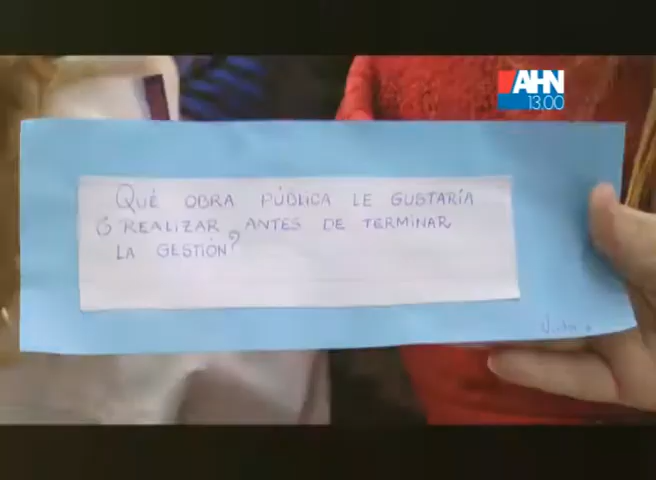 AHN
13.00
QUÉ OBRA PÚBLICA LE GUSTARÍA
Ó REALIZAR, ANTES DE TERMINAR
LA GESTIÓN?